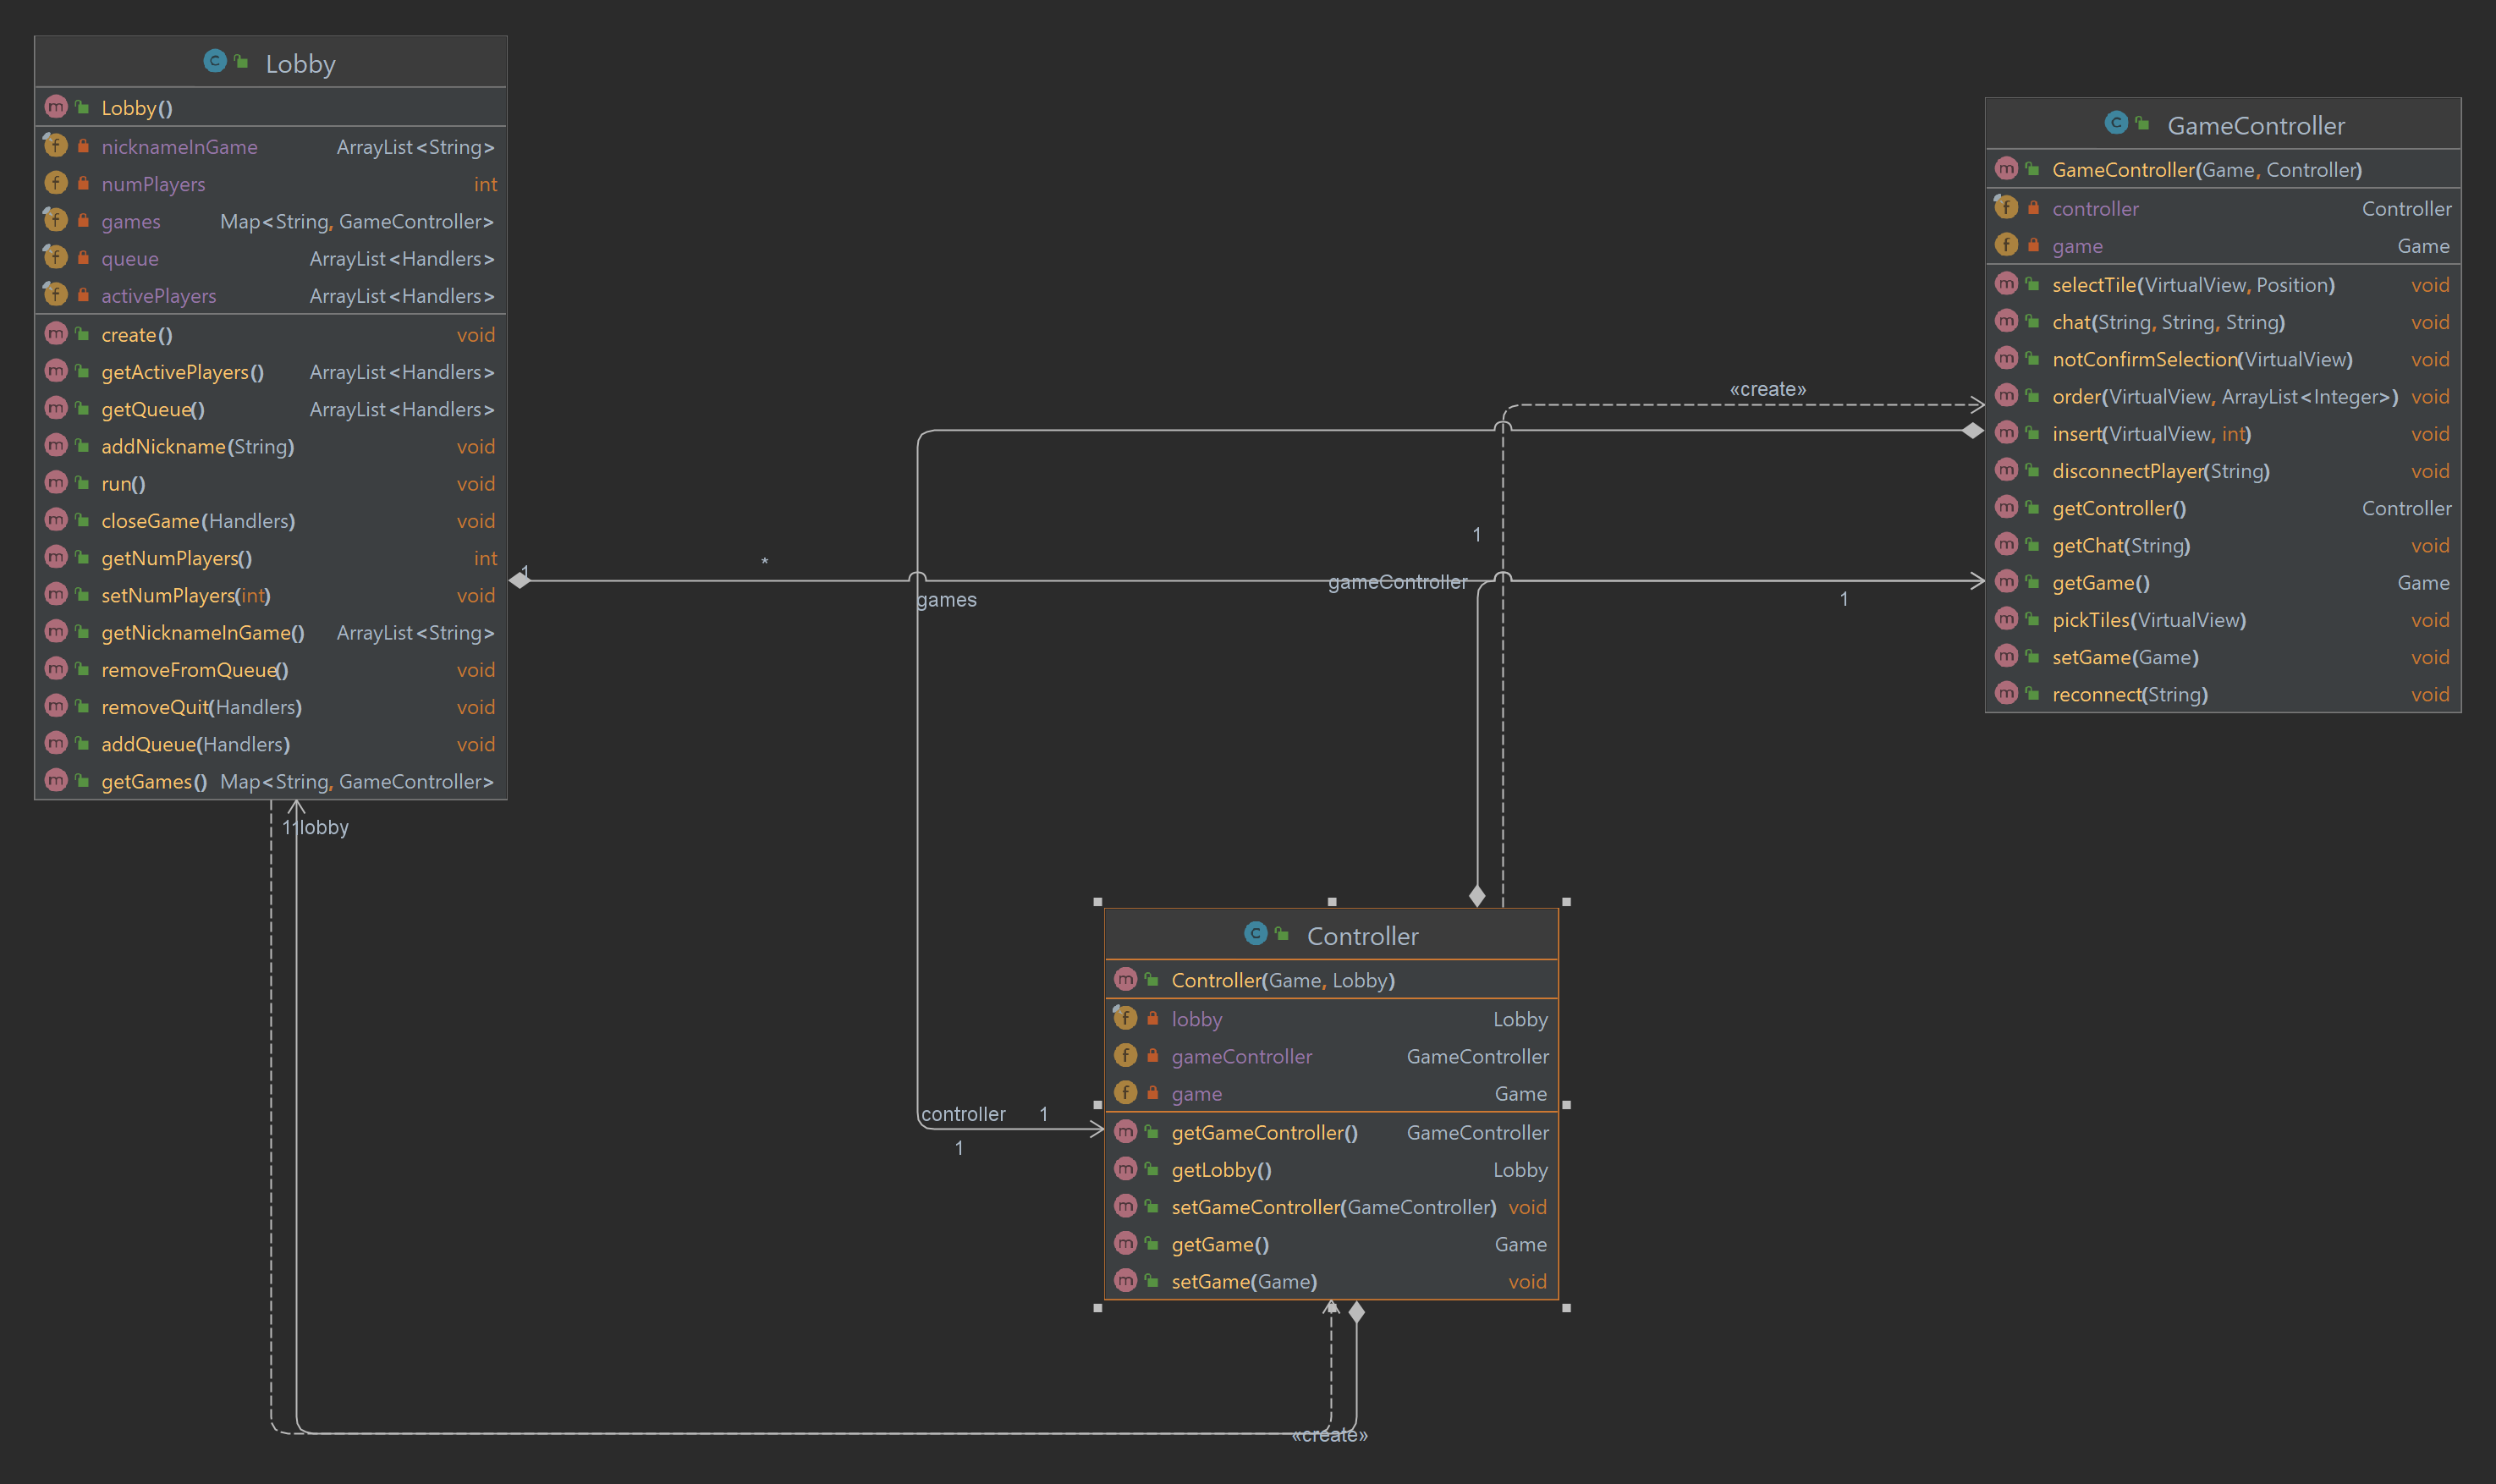 Lobby
Lobby()
nicknameInGame ArrayList<String>
numPlayers int
games Map<String, GameController>
queue ArrayList<Handlers>
activePlayers ArrayList<Handlers>
create() void
getActivePlayers() ArrayList<Handlers>
getQueue() ArrayList<Handlers>
addNickname(String) void
run() void
closeGame(Handlers) void
getNumPlayers() int
setNumPlayers(int) void
getNicknameInGame() ArrayList<String>
removeFromQueue() void
removeQuit(Handlers) void
addQueue(Handlers) void
getGames() Map<String, GameController>
GameController
GameController(Game, Controller)
controller Controller
game Game
selectTile(VirtualView, Position) void
chat(String, String, String) void
notConfirmSelection(VirtualView) void
order(VirtualView, ArrayList<Integer>) void
insert(VirtualView, int) void
disconnectPlayer(String) void
getController() Controller
getChat(String) void
getGame() Game
pickTiles(VirtualView) void
setGame(Game) void
reconnect(String) void
«create»
1
*
1
gameController
games
1
1
1
lobby
controller 1
1
Controller
Controller(Game, Lobby)
lobby Lobby
gameController GameController
game Game
getGameController() GameController
getLobby() Lobby
setGameController(GameController) void
getGame() Game
setGame(Game) void
«create»